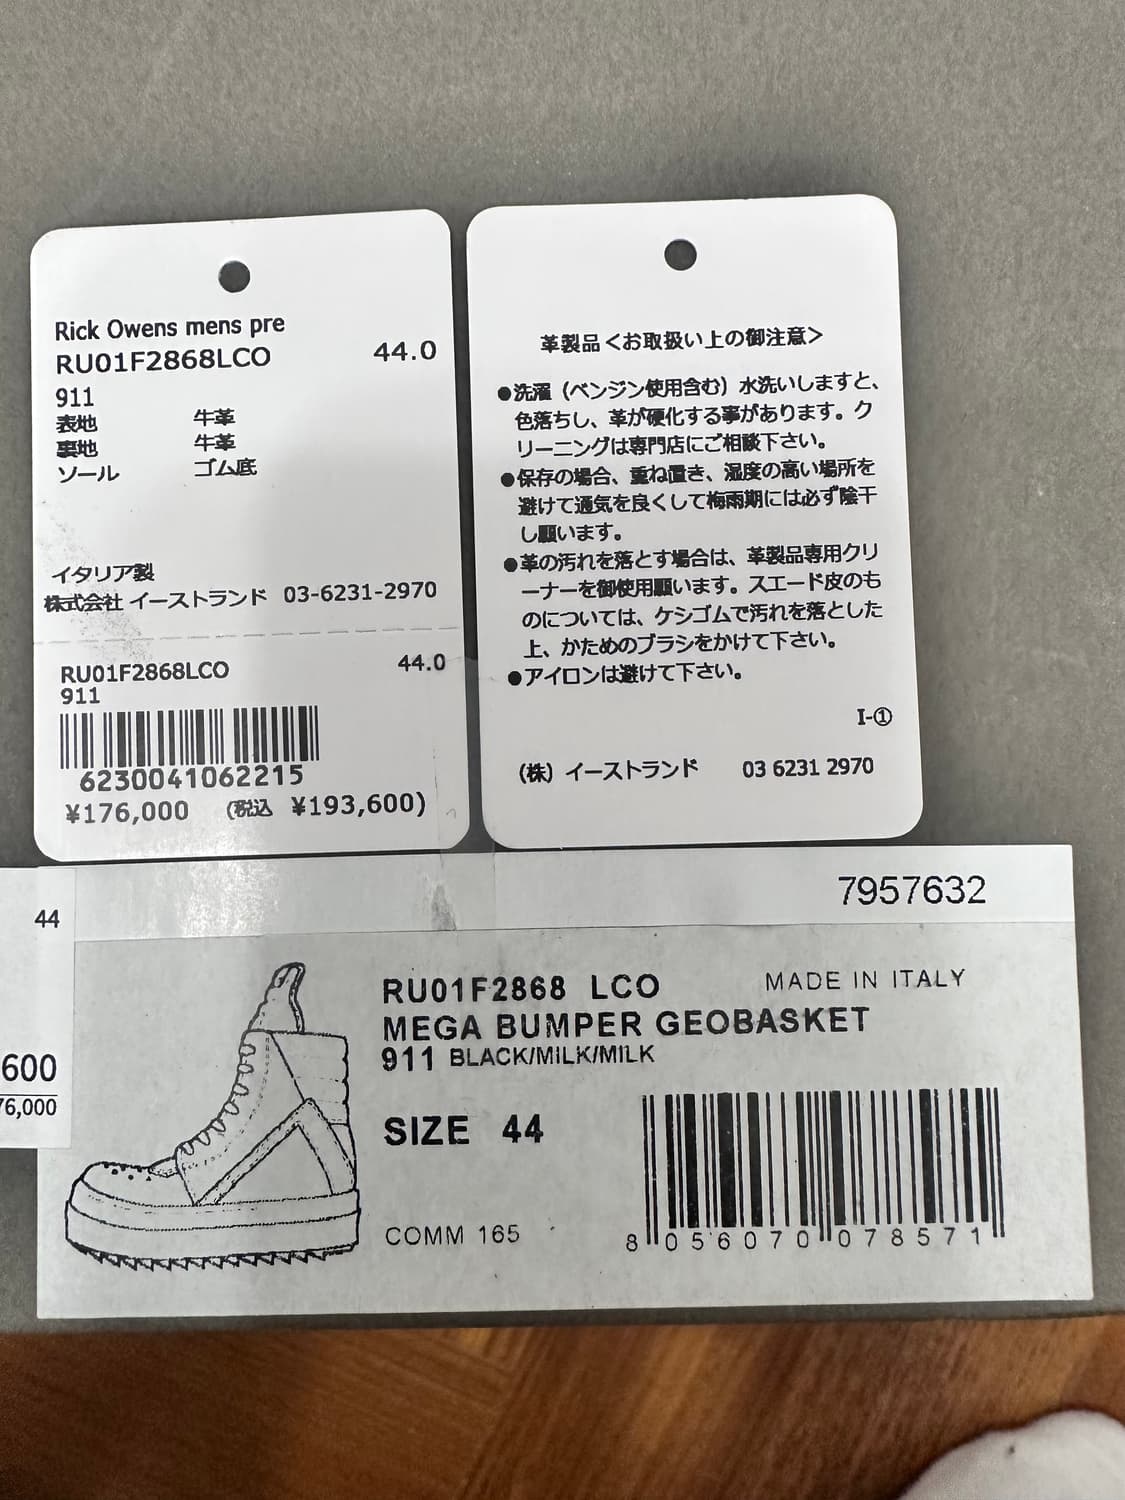 Rick Owens mens pre
RU01F2868LCO 44.0
911
表地 牛革
裏地 牛革
ソール ゴム底
イタリア製
株式会社 イーストランド 03-6231-2970
RU01F2868LCO 44.0
911
6230041062215
¥176,000 (税込 ¥193,600)
革製品<お取扱い上の御注意>
●洗濯（ベンジン使用含む）水洗いしますと、
色落ちし、革が硬化する事があります。ク
リーニングは専門店にご相談下さい。
●保存の場合、重ね置き、湿度の高い場所を
避けて通気を良くして梅雨期には必ず陰干
し願います。
●革の汚れを落とす場合は、革製品専用クリ
ーナーを御使用願います。スエード皮のも
のについては、ケシゴムで汚れを落とした
上、かためのブラシをかけて下さい。
●アイロンは避けて下さい。
I-①
(株) イーストランド 03 6231 2970
44
600
76,000
7957632
RU01F2868 LCO MADE IN ITALY
MEGA BUMPER GEOBASKET
911 BLACK/MILK/MILK
SIZE 44
COMM 165
8 056070 078571